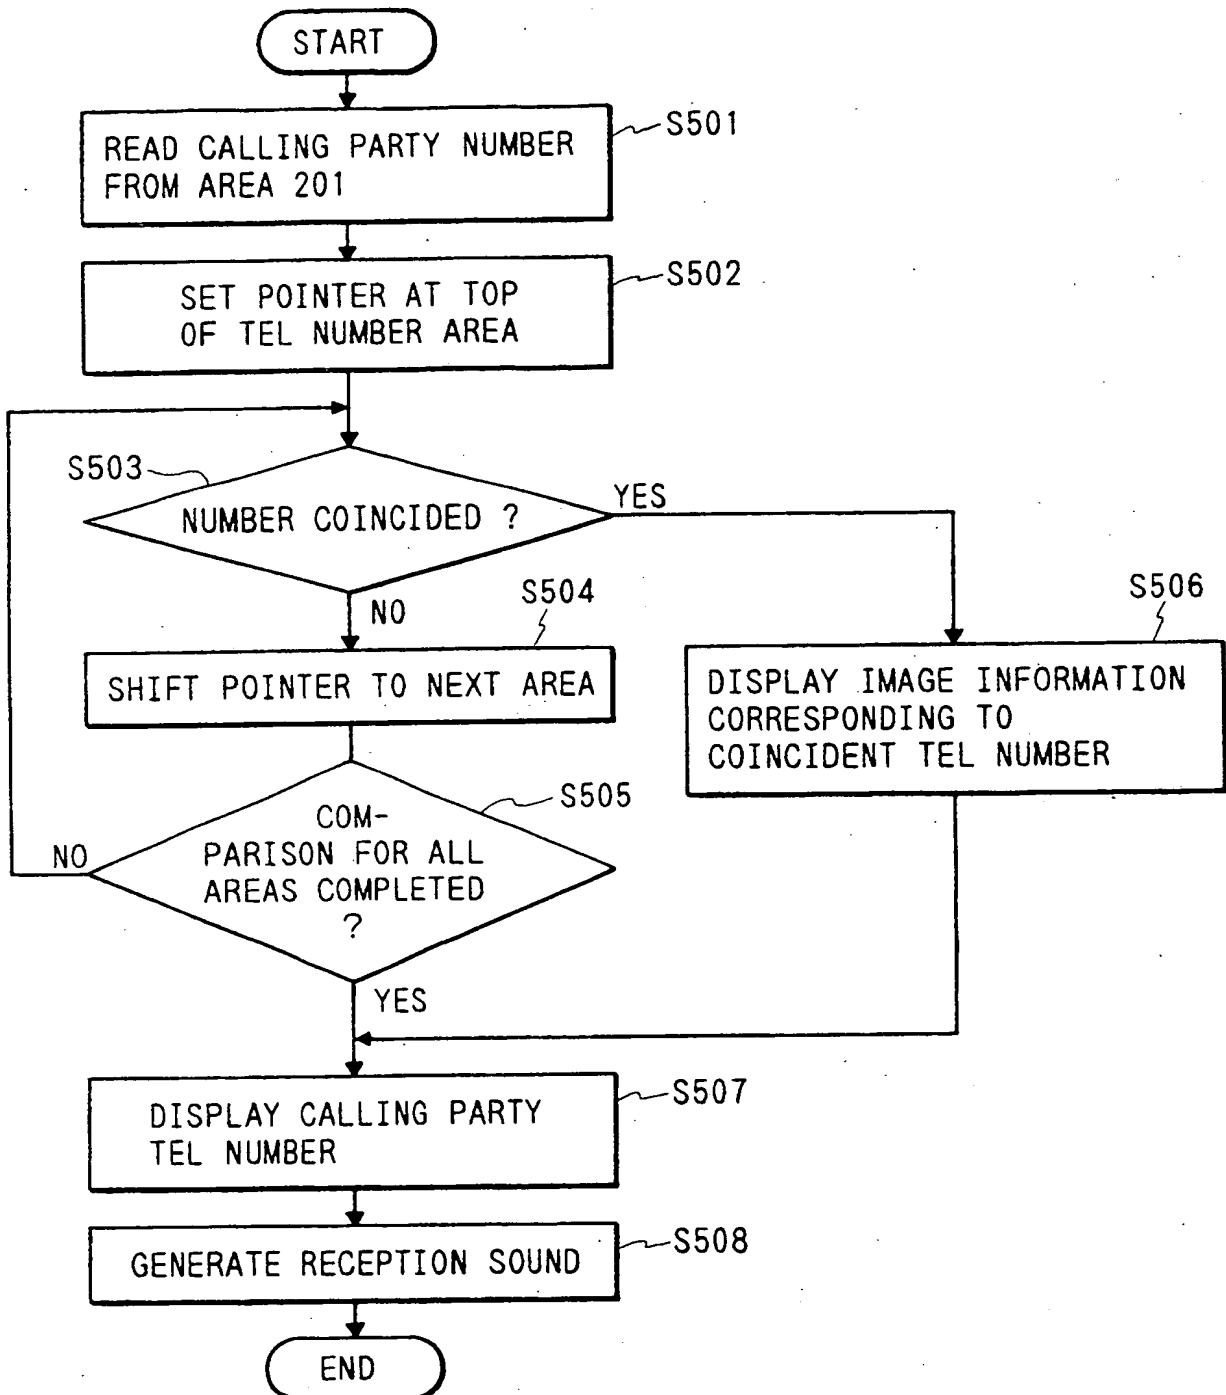 START
READ CALLING PARTY NUMBER
FROM AREA 201
S501
SET POINTER AT TOP
OF TEL NUMBER AREA
S502
S503
NUMBER COINCIDED ?
YES
NO
S504
SHIFT POINTER TO NEXT AREA
S506
DISPLAY IMAGE INFORMATION
CORRESPONDING TO
COINCIDENT TEL NUMBER
S505
COM-
PARISON FOR ALL
AREAS COMPLETED
?
NO
YES
DISPLAY CALLING PARTY
TEL NUMBER
S507
GENERATE RECEPTION SOUND
S508
END